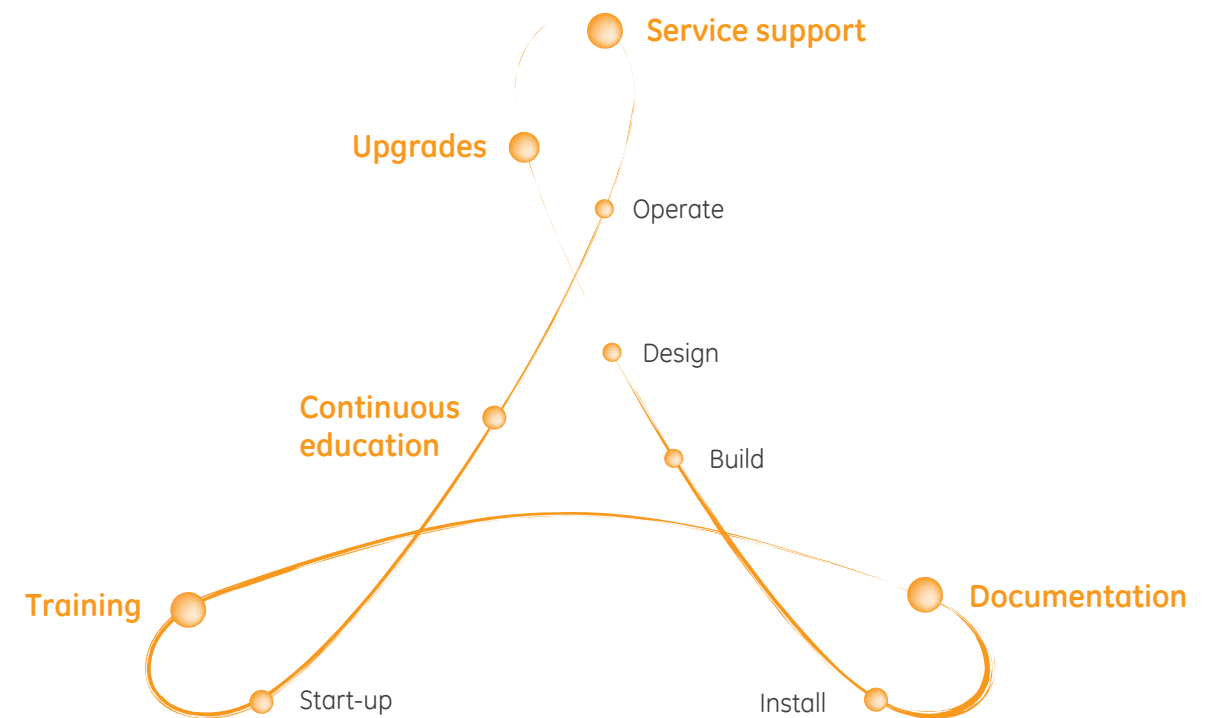 Service support
Upgrades
Operate
Design
Continuous
education
Build
Training
Documentation
Start-up
Install